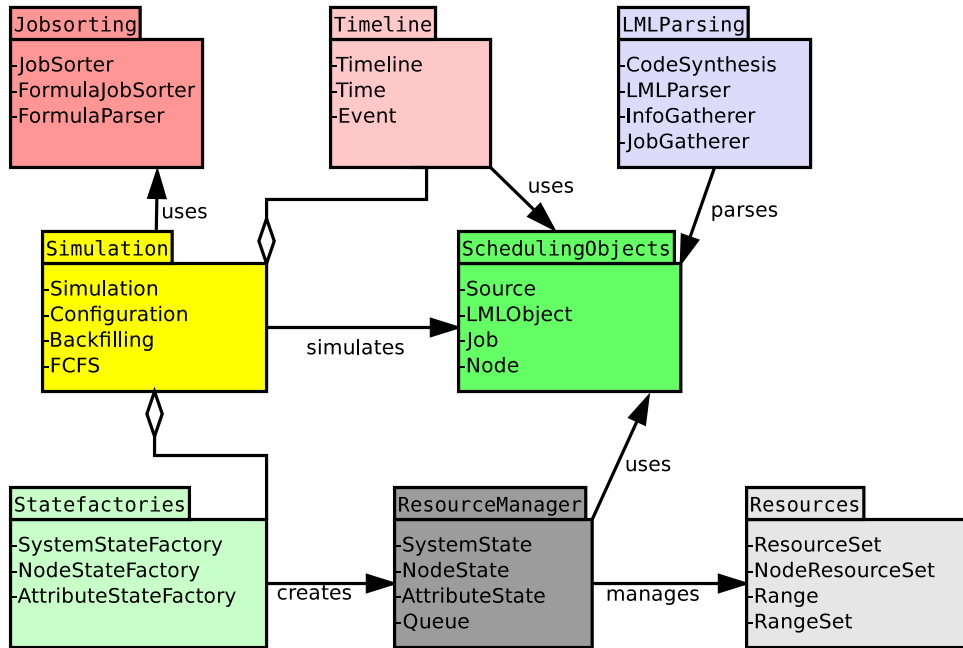 Jobsorting
-JobSorter
-FormulaJobSorter
-FormulaParser
Timeline
-Timeline
-Time
-Event
LMLParsing
-CodeSynthesis
-LMLParser
-InfoGatherer
-JobGatherer
uses
uses
parses
Simulation
-Simulation
-Configuration
-Backfilling
-FCFS
simulates
SchedulingObjects
-Source
-LMLObject
-Job
-Node
uses
Statefactories
-SystemStateFactory
-NodeStateFactory
-AttributeStateFactory
creates
ResourceManager
-SystemState
-NodeState
-AttributeState
-Queue
manages
Resources
-ResourceSet
-NodeResourceSet
-Range
-RangeSet